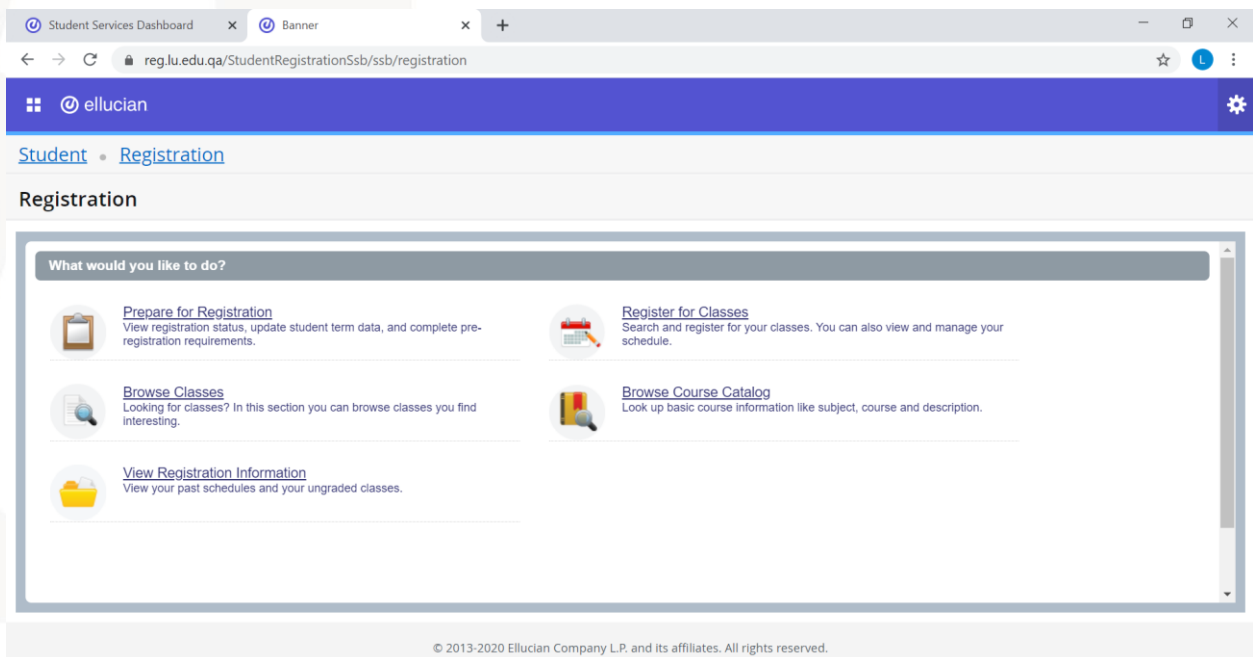 Student Services Dashboard
Banner
reg.lu.edu.qa/StudentRegistrationSsb/ssb/registration
L
ellucian
Student • Registration
Registration
What would you like to do?
Prepare for Registration
View registration status, update student term data, and complete pre-
registration requirements.
Register for Classes
Search and register for your classes. You can also view and manage your
schedule.
Browse Classes
Looking for classes? In this section you can browse classes you find
interesting.
Browse Course Catalog
Look up basic course information like subject, course and description.
View Registration Information
View your past schedules and your ungraded classes.
© 2013-2020 Ellucian Company L.P. and its affiliates. All rights reserved.